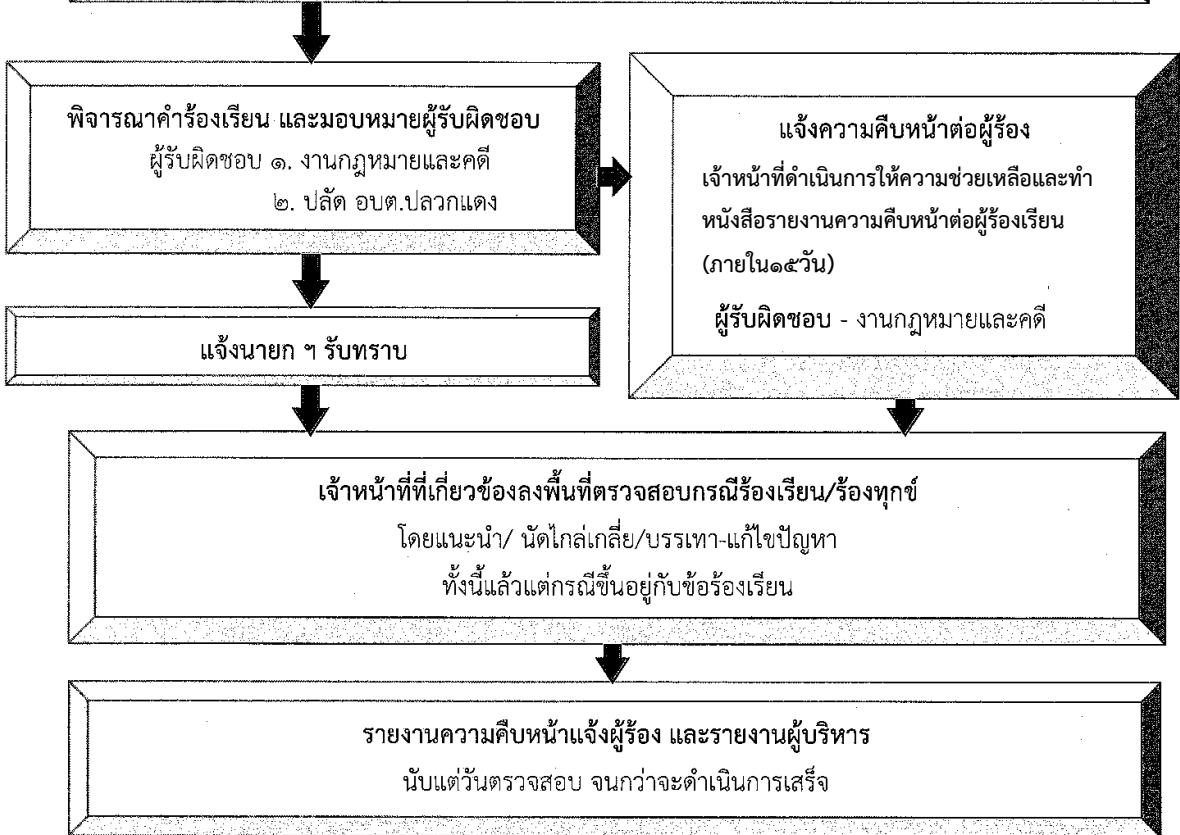 พิจารณาคำร้องเรียน และมอบหมายผู้รับผิดชอบ
ผู้รับผิดชอบ ๑. งานกฎหมายและคดี
๒. ปลัด อบต.ปลวกแดง
แจ้งความคืบหน้าต่อผู้ร้อง
เจ้าหน้าที่ดำเนินการให้ความช่วยเหลือและทำ
หนังสือรายงานความคืบหน้าต่อผู้ร้องเรียน
(ภายใน๑๕วัน)
ผู้รับผิดชอบ - งานกฎหมายและคดี
แจ้งนายก ฯ รับทราบ
เจ้าหน้าที่ที่เกี่ยวข้องลงพื้นที่ตรวจสอบกรณีร้องเรียน/ร้องทุกข์
โดยแนะนำ/ นัดไกล่เกลี่ย/บรรเทา-แก้ไขปัญหา
ทั้งนี้แล้วแต่กรณีขึ้นอยู่กับข้อร้องเรียน
รายงานความคืบหน้าแจ้งผู้ร้อง และรายงานผู้บริหาร
นับแต่วันตรวจสอบ จนกว่าจะดำเนินการเสร็จ